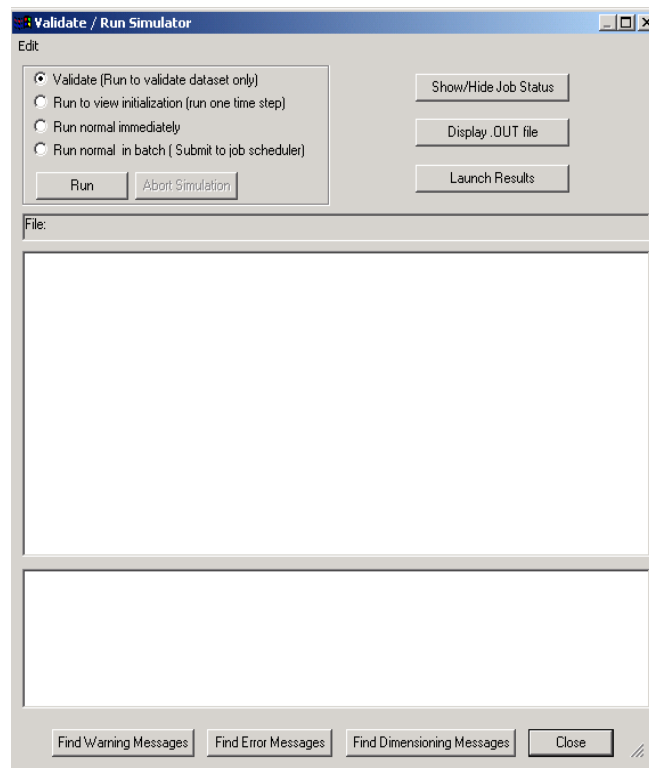 Validate / Run Simulator
Edit
Validate (Run to validate dataset only)
Run to view initialization (run one time step)
Run normal immediately
Run normal in batch ( Submit to job scheduler)
Run Abort Simulation
Show/Hide Job Status
Display .OUT file
Launch Results
File:
Find Warning Messages Find Error Messages Find Dimensioning Messages Close